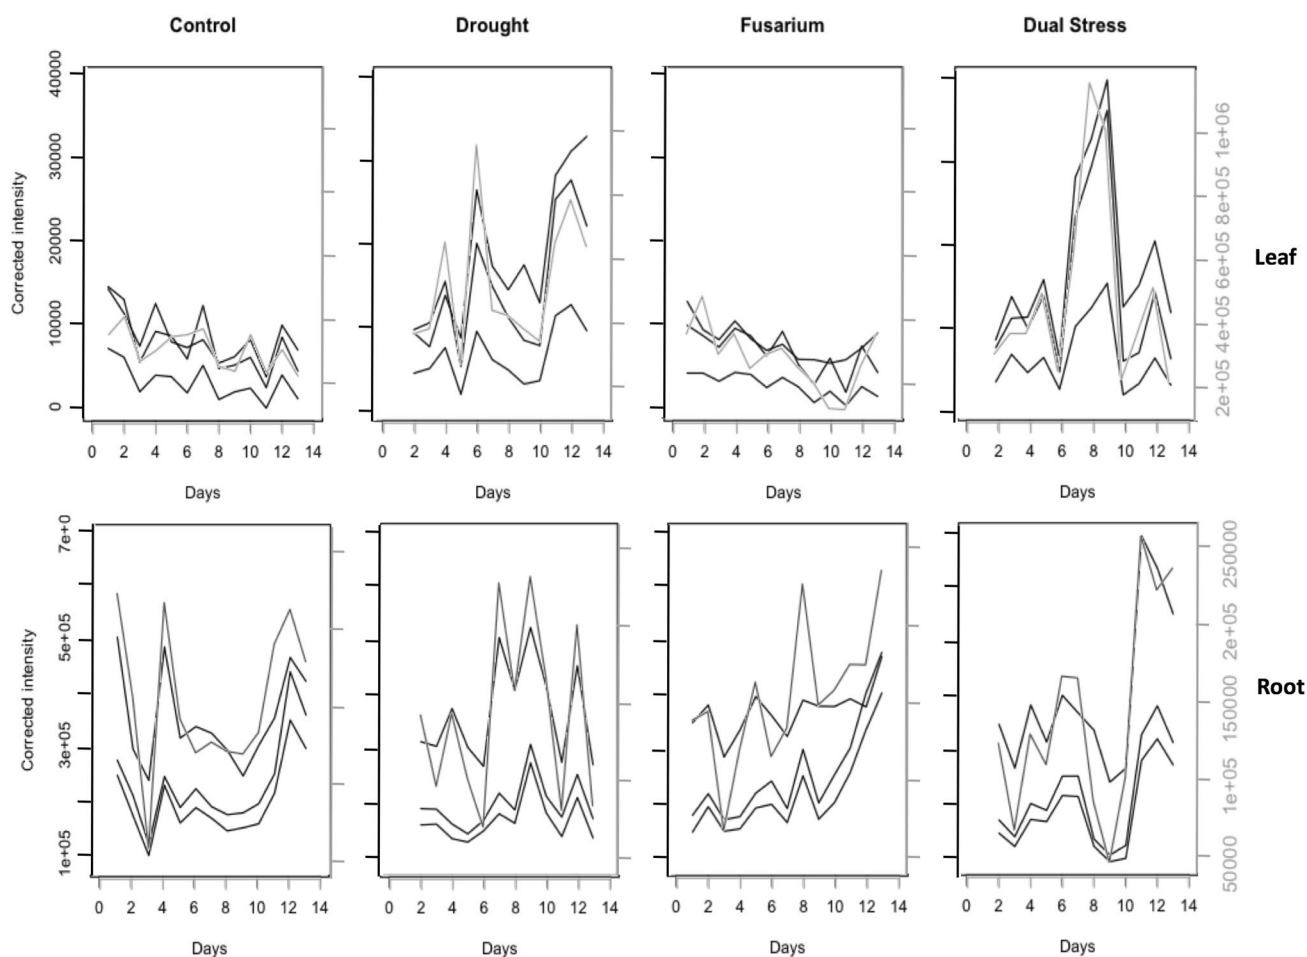 Control Drought Fusarium Dual Stress
Corrected intensity
0 10000 20000 30000 40000
2e+05 4e+05 6e+05 8e+05 1e+06
Leaf
0 2 4 6 8 10 12 14 0 2 4 6 8 10 12 14 0 2 4 6 8 10 12 14 0 2 4 6 8 10 12 14
Days Days Days Days
Corrected intensity
1e+05 3e+05 5e+05 7e+0
50000 1e+05 150000 2e+05 250000
Root
0 2 4 6 8 10 12 14 0 2 4 6 8 10 12 14 0 2 4 6 8 10 12 14 0 2 4 6 8 10 12 14
Days Days Days Days